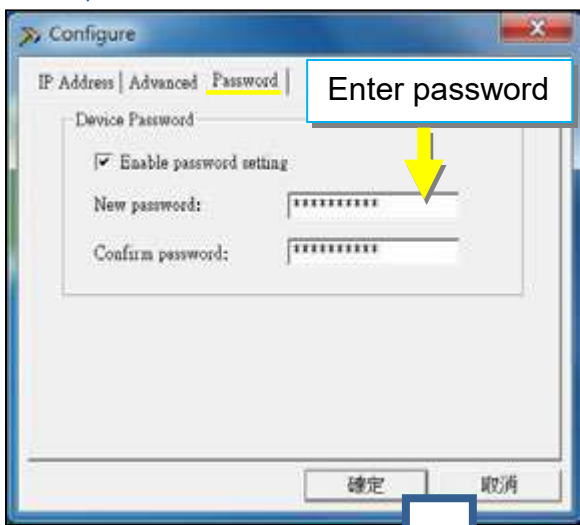 Configure
IP Address | Advanced | Password |
Enter password
Device Password
Enable password setting
New password: **********
Confirm password: **********
確定 取消